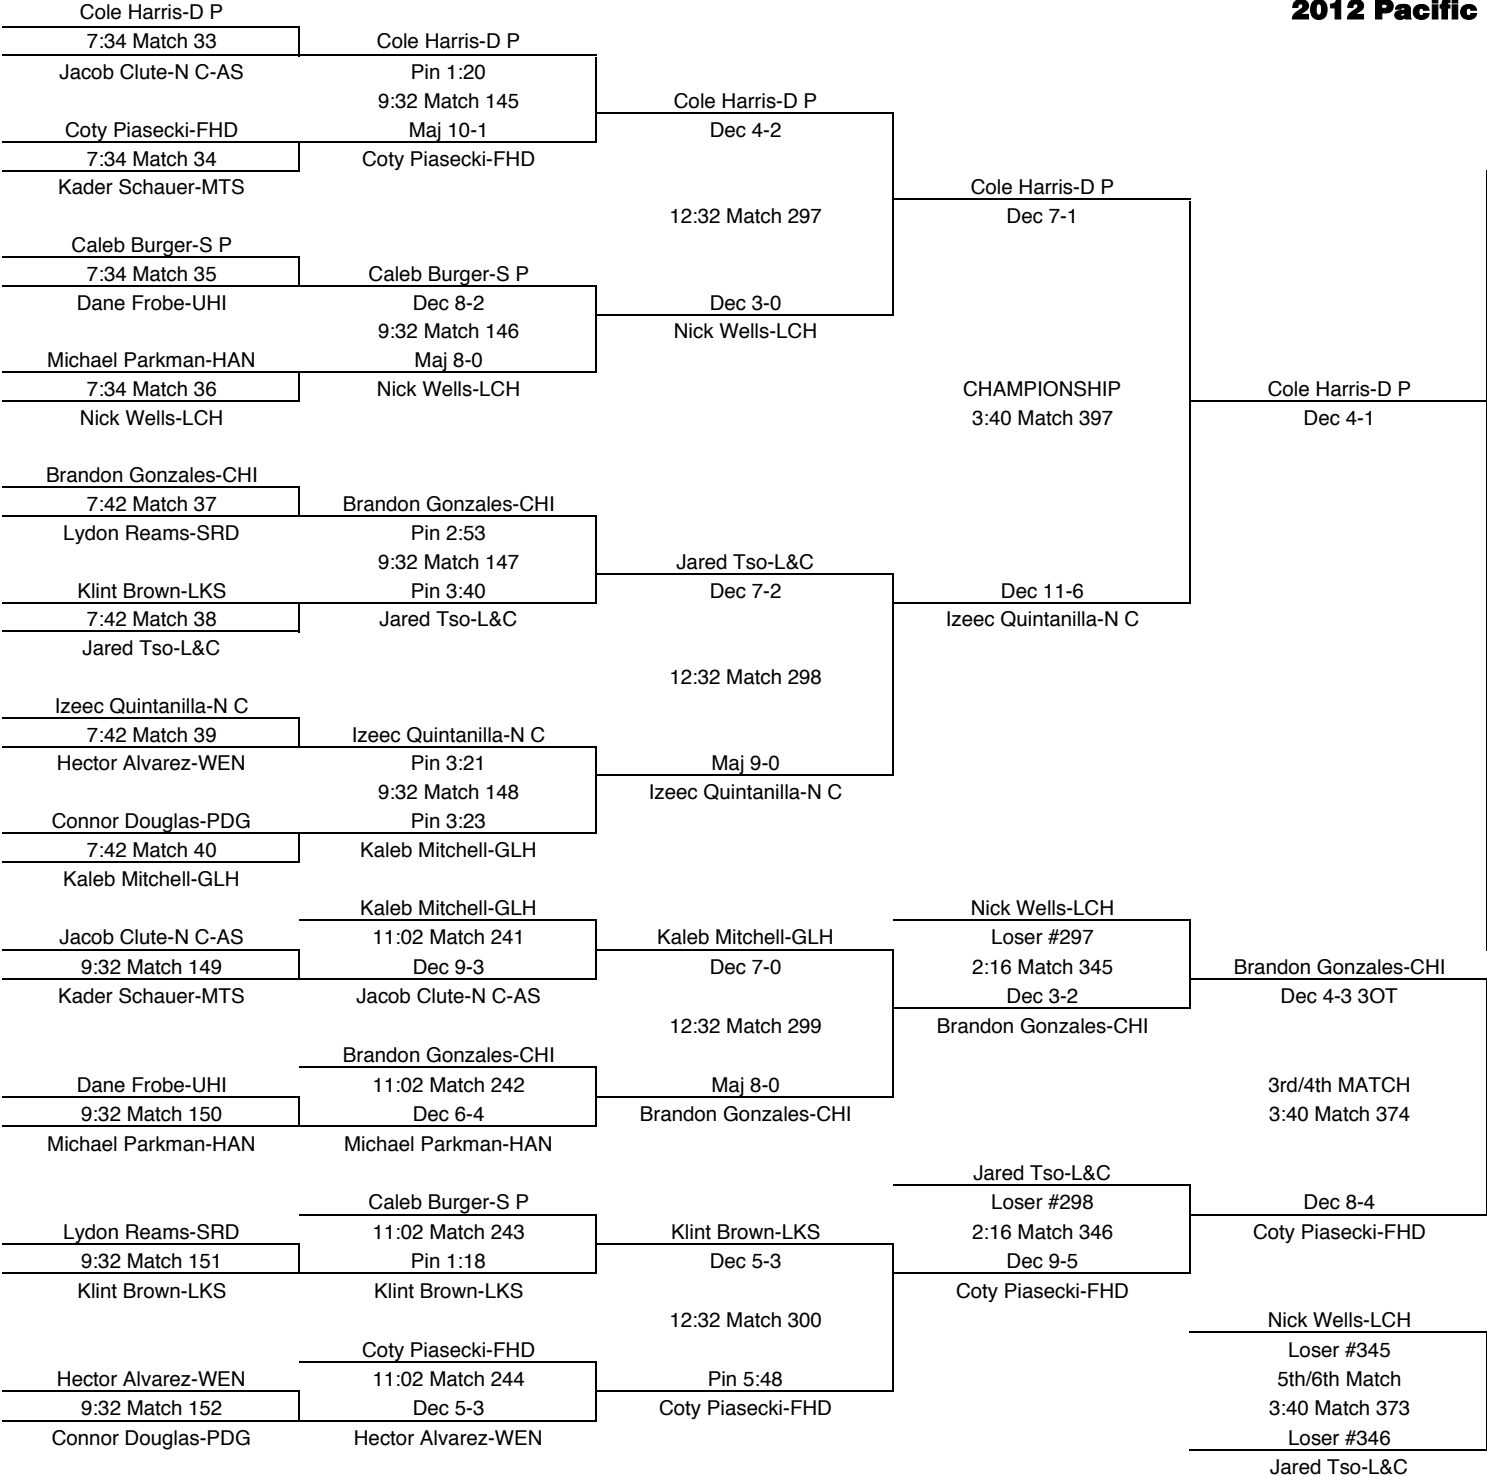 2012 Pacific
Cole Harris-D P
7:34 Match 33
Jacob Clute-N C-AS
Coty Piasecki-FHD
7:34 Match 34
Kader Schauer-MTS
Caleb Burger-S P
7:34 Match 35
Dane Frobe-UHI
Michael Parkman-HAN
7:34 Match 36
Nick Wells-LCH
Brandon Gonzales-CHI
7:42 Match 37
Lydon Reams-SRD
Klint Brown-LKS
7:42 Match 38
Jared Tso-L&C
Izeec Quintanilla-N C
7:42 Match 39
Hector Alvarez-WEN
Connor Douglas-PDG
7:42 Match 40
Kaleb Mitchell-GLH
Jacob Clute-N C-AS
9:32 Match 149
Kader Schauer-MTS
Dane Frobe-UHI
9:32 Match 150
Michael Parkman-HAN
Lydon Reams-SRD
9:32 Match 151
Klint Brown-LKS
Hector Alvarez-WEN
9:32 Match 152
Connor Douglas-PDG
Cole Harris-D P
Pin 1:20
9:32 Match 145
Maj 10-1
Coty Piasecki-FHD
Caleb Burger-S P
Dec 8-2
9:32 Match 146
Maj 8-0
Nick Wells-LCH
Brandon Gonzales-CHI
Pin 2:53
9:32 Match 147
Pin 3:40
Jared Tso-L&C
Izeec Quintanilla-N C
Pin 3:21
9:32 Match 148
Pin 3:23
Kaleb Mitchell-GLH
Kaleb Mitchell-GLH
11:02 Match 241
Dec 9-3
Jacob Clute-N C-AS
Brandon Gonzales-CHI
11:02 Match 242
Dec 6-4
Michael Parkman-HAN
Caleb Burger-S P
11:02 Match 243
Pin 1:18
Klint Brown-LKS
Coty Piasecki-FHD
11:02 Match 244
Dec 5-3
Hector Alvarez-WEN
Cole Harris-D P
Dec 4-2
12:32 Match 297
Dec 3-0
Nick Wells-LCH
Jared Tso-L&C
Dec 7-2
12:32 Match 298
Maj 9-0
Izeec Quintanilla-N C
Kaleb Mitchell-GLH
Dec 7-0
12:32 Match 299
Maj 8-0
Brandon Gonzales-CHI
Klint Brown-LKS
Dec 5-3
12:32 Match 300
Pin 5:48
Coty Piasecki-FHD
Cole Harris-D P
Dec 7-1
CHAMPIONSHIP
3:40 Match 397
Dec 11-6
Izeec Quintanilla-N C
Nick Wells-LCH
Loser #297
2:16 Match 345
Dec 3-2
Brandon Gonzales-CHI
Jared Tso-L&C
Loser #298
2:16 Match 346
Dec 9-5
Coty Piasecki-FHD
Cole Harris-D P
Dec 4-1
Brandon Gonzales-CHI
Dec 4-3 3OT
3rd/4th MATCH
3:40 Match 374
Dec 8-4
Coty Piasecki-FHD
Nick Wells-LCH
Loser #345
5th/6th Match
3:40 Match 373
Loser #346
Jared Tso-L&C